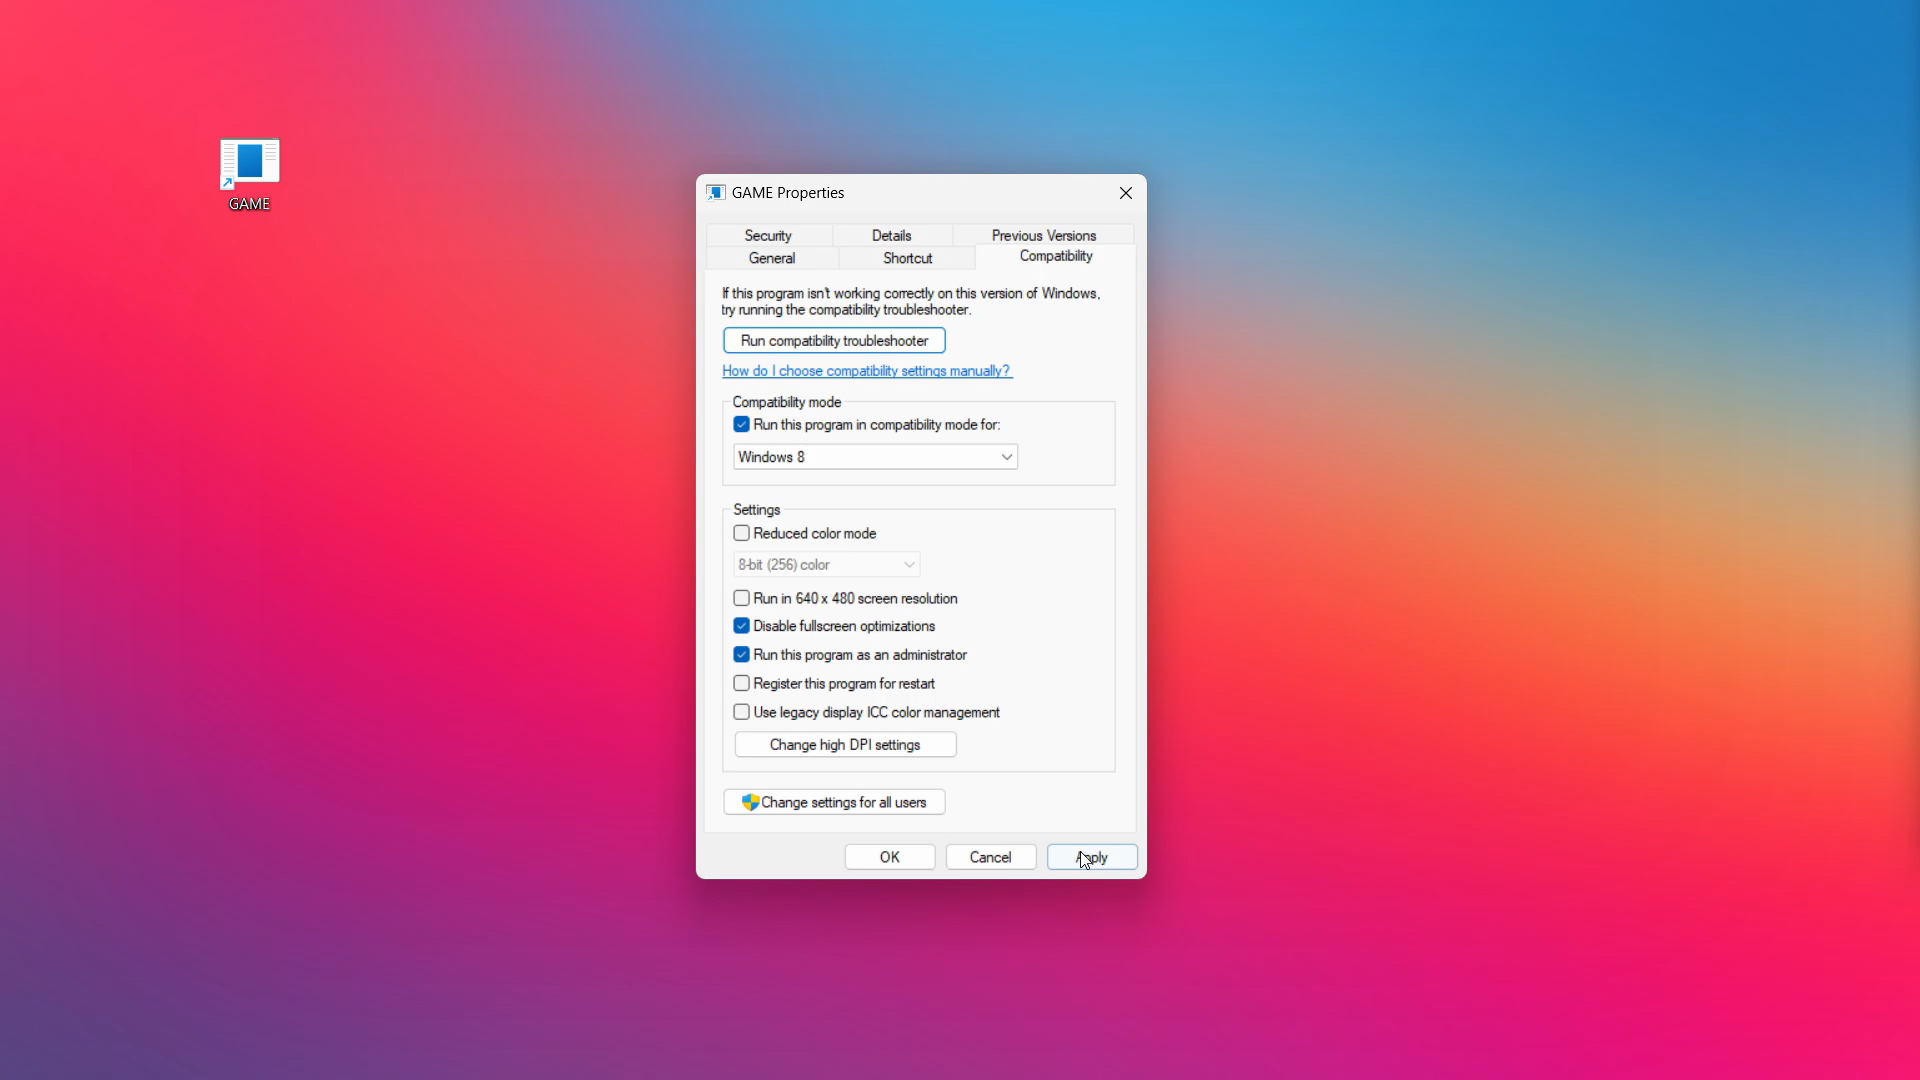 GAME
GAME Properties
Security Details Previous Versions
General Shortcut Compatibility
If this program isn't working correctly on this version of Windows,
try running the compatibility troubleshooter.
Run compatibility troubleshooter
How do I choose compatibility settings manually?
Compatibility mode
Run this program in compatibility mode for:
Windows 8
Settings
Reduced color mode
8-bit (256) color
Run in 640 x 480 screen resolution
Disable fullscreen optimizations
Run this program as an administrator
Register this program for restart
Use legacy display ICC color management
Change high DPI settings
Change settings for all users
OK Cancel Apply